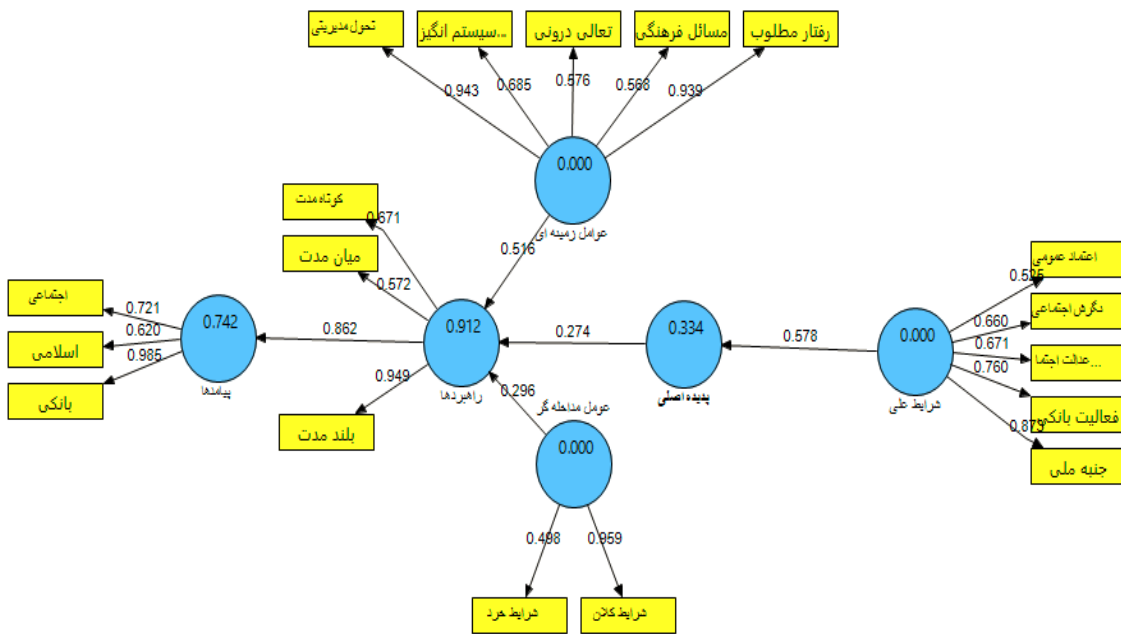 تحول مدیریتی
سیستم انگیز...
تعالی درونی
مسائل فرهنگی
رفتار مطلوب
0.943
0.685
0.576
0.568
0.939
0.000
عوامل زمینه ای
0.516
کوتاه مدت
0.671
میان مدت
0.572
بلند مدت
0.949
0.912
راهبردها
0.862
0.742
پیامدها
اجتماعی
0.721
اسلامی
0.620
بانکی
0.985
0.274
0.334
پدیده اصلی
0.578
0.000
شرایط علی
اعتماد عمومی
0.525
نگرش اجتماعی
0.660
عدالت اجتما...
0.671
فعالیت بانکی
0.760
جنبه ملی
0.873
0.296
عومل مداخله گر
0.000
0.498
0.959
شرایط خرد
شرایط کلان